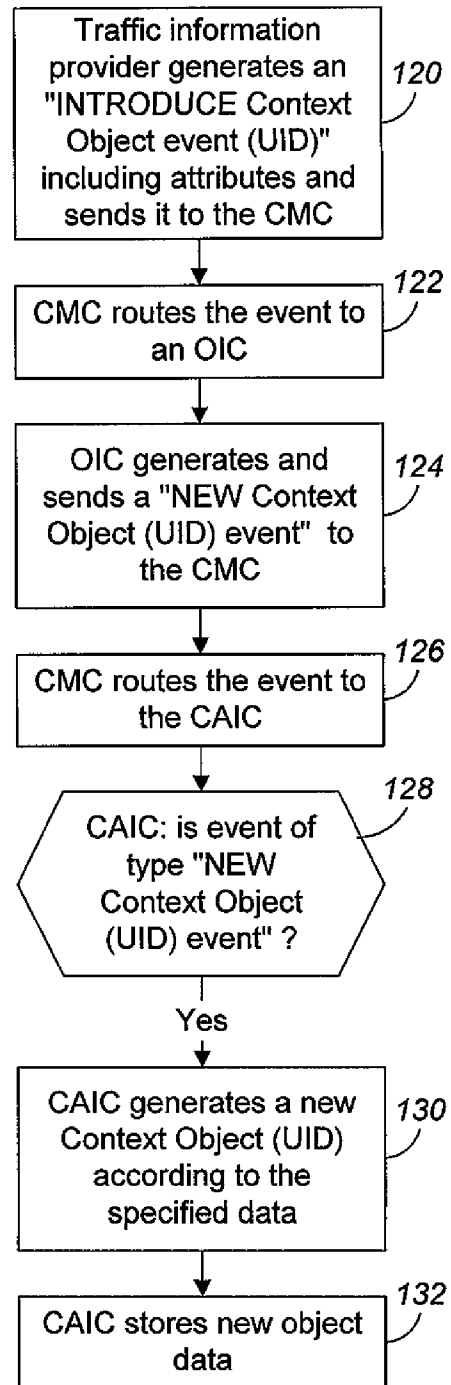 Traffic information
provider generates an
"INTRODUCE Context
Object event (UID)"
including attributes and
sends it to the CMC
120
CMC routes the event to
an OIC
122
OIC generates and
sends a "NEW Context
Object (UID) event" to
the CMC
124
CMC routes the event to
the CAIC
126
CAIC: is event of
type "NEW
Context Object
(UID) event" ?
128
Yes
CAIC generates a new
Context Object (UID)
according to the
specified data
130
CAIC stores new object
data
132